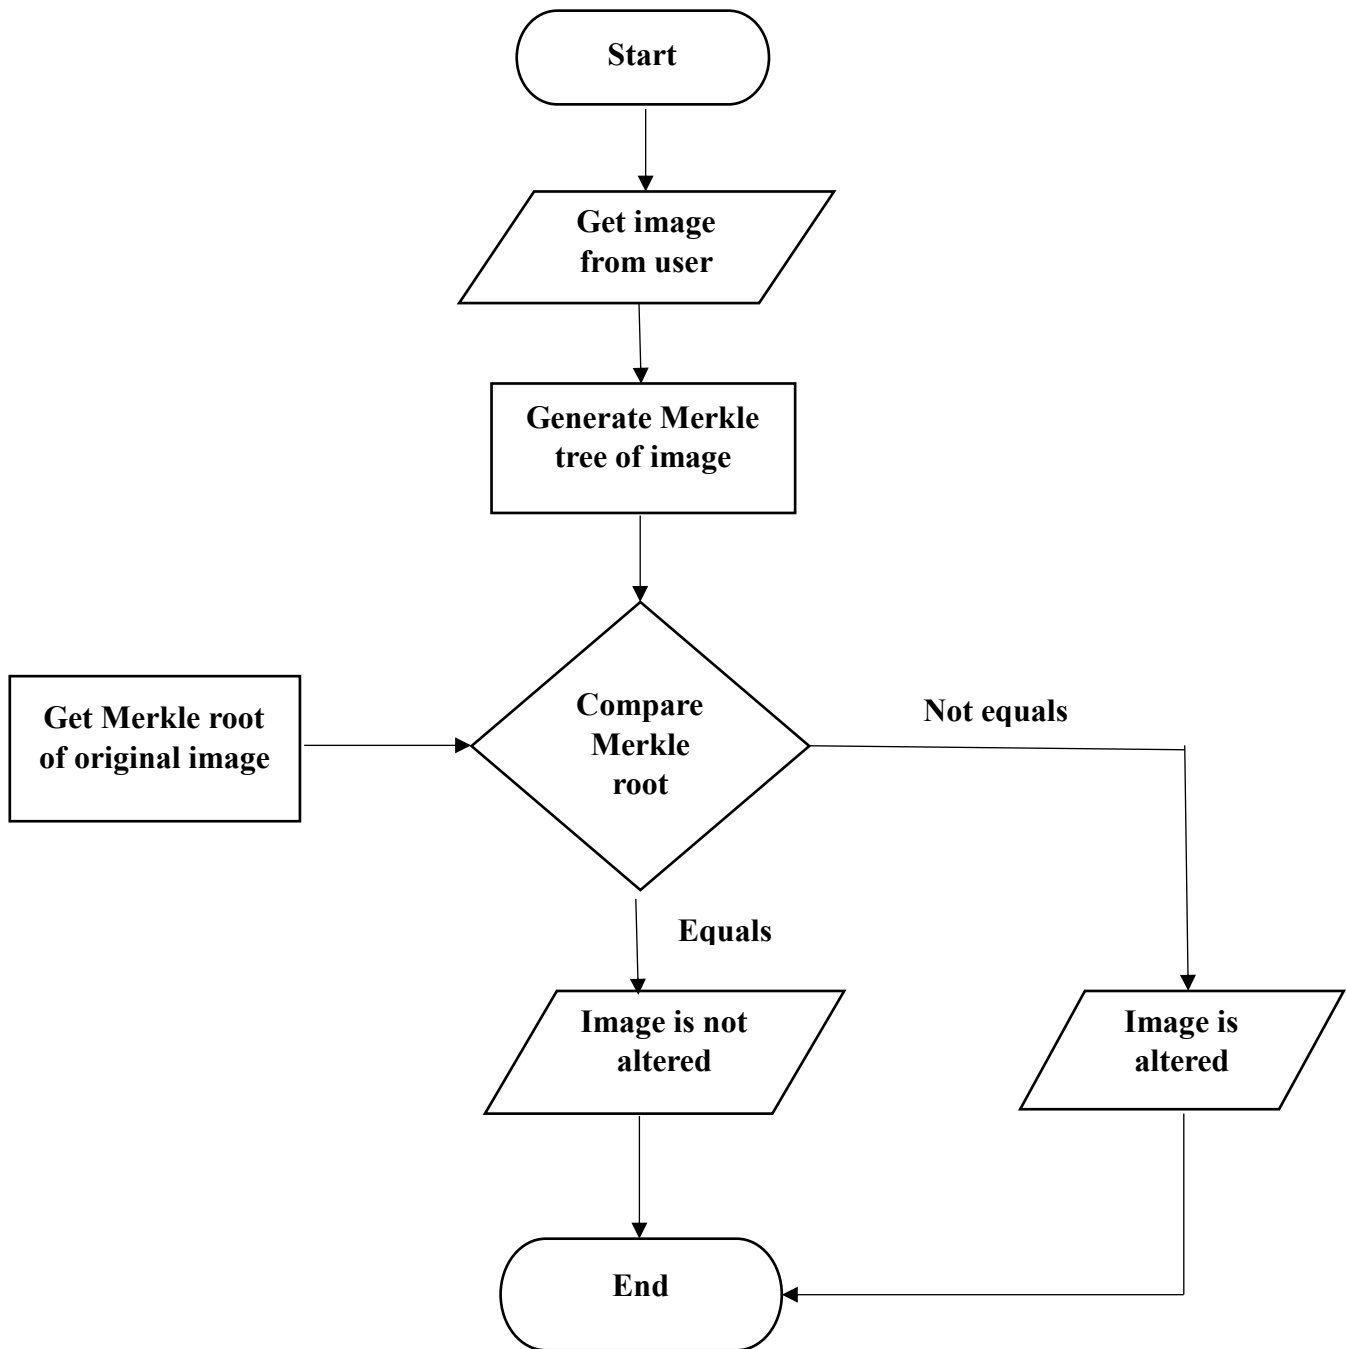 Start
Get image
from user
Generate Merkle
tree of image
Get Merkle root
of original image
Compare
Merkle
root
Not equals
Equals
Image is not
altered
Image is
altered
End